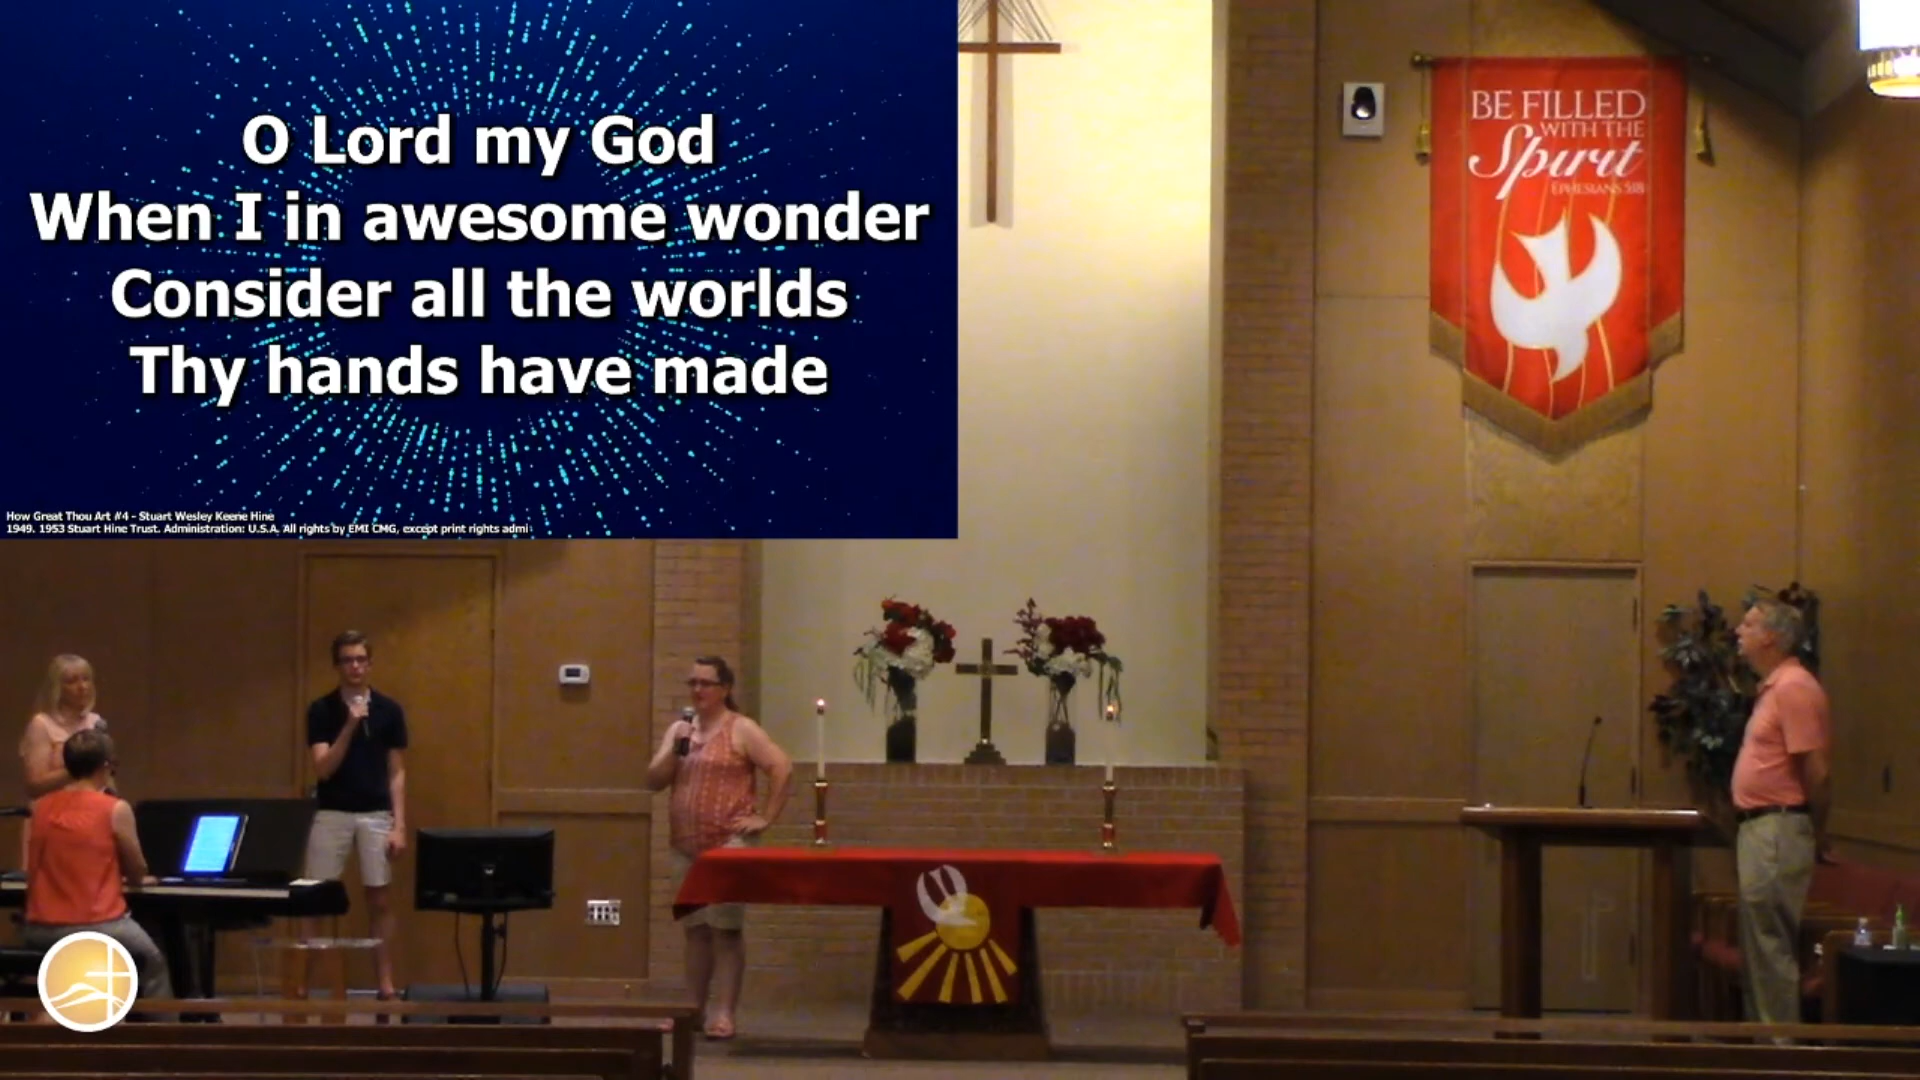 O Lord my God
When I in awesome wonder
Consider all the worlds
Thy hands have made
How Great Thou Art #4 - Stuart Wesley Keene Hine
1949. 1953 Stuart Hine Trust. Administration: U.S.A. All rights by EMI CMG, except print rights admi
BE FILLED
WITH THE
Spirit
EPHESIANS 5:18